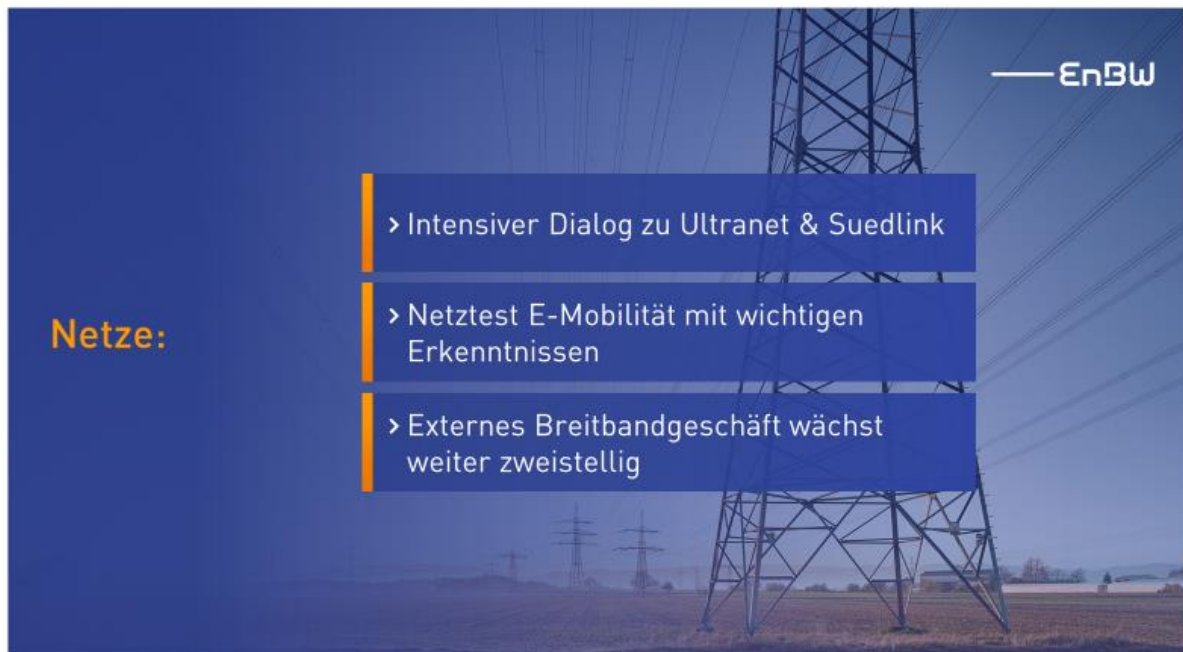 EnBW
Netze:
> Intensiver Dialog zu Ultranet & Suedlink
> Netztest E-Mobilität mit wichtigen
Erkenntnissen
> Externes Breitbandgeschäft wächst
weiter zweistellig